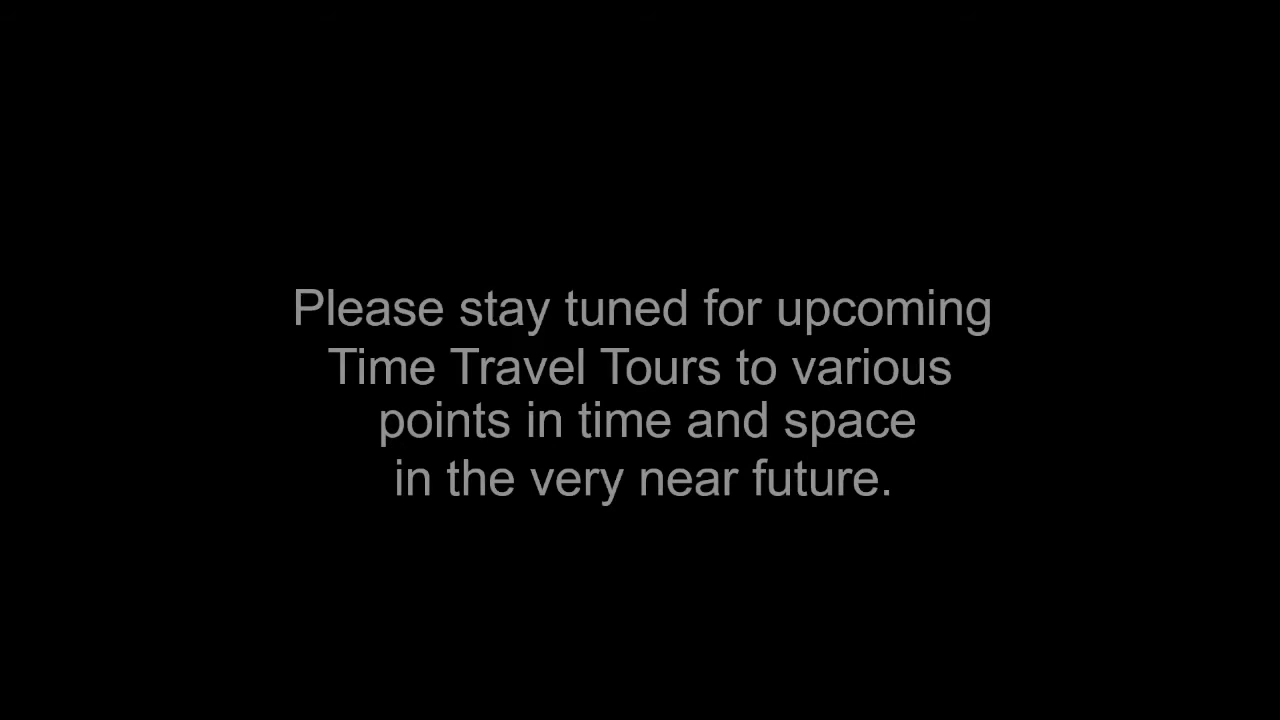 Please stay tuned for upcoming
Time Travel Tours to various
points in time and space
in the very near future.